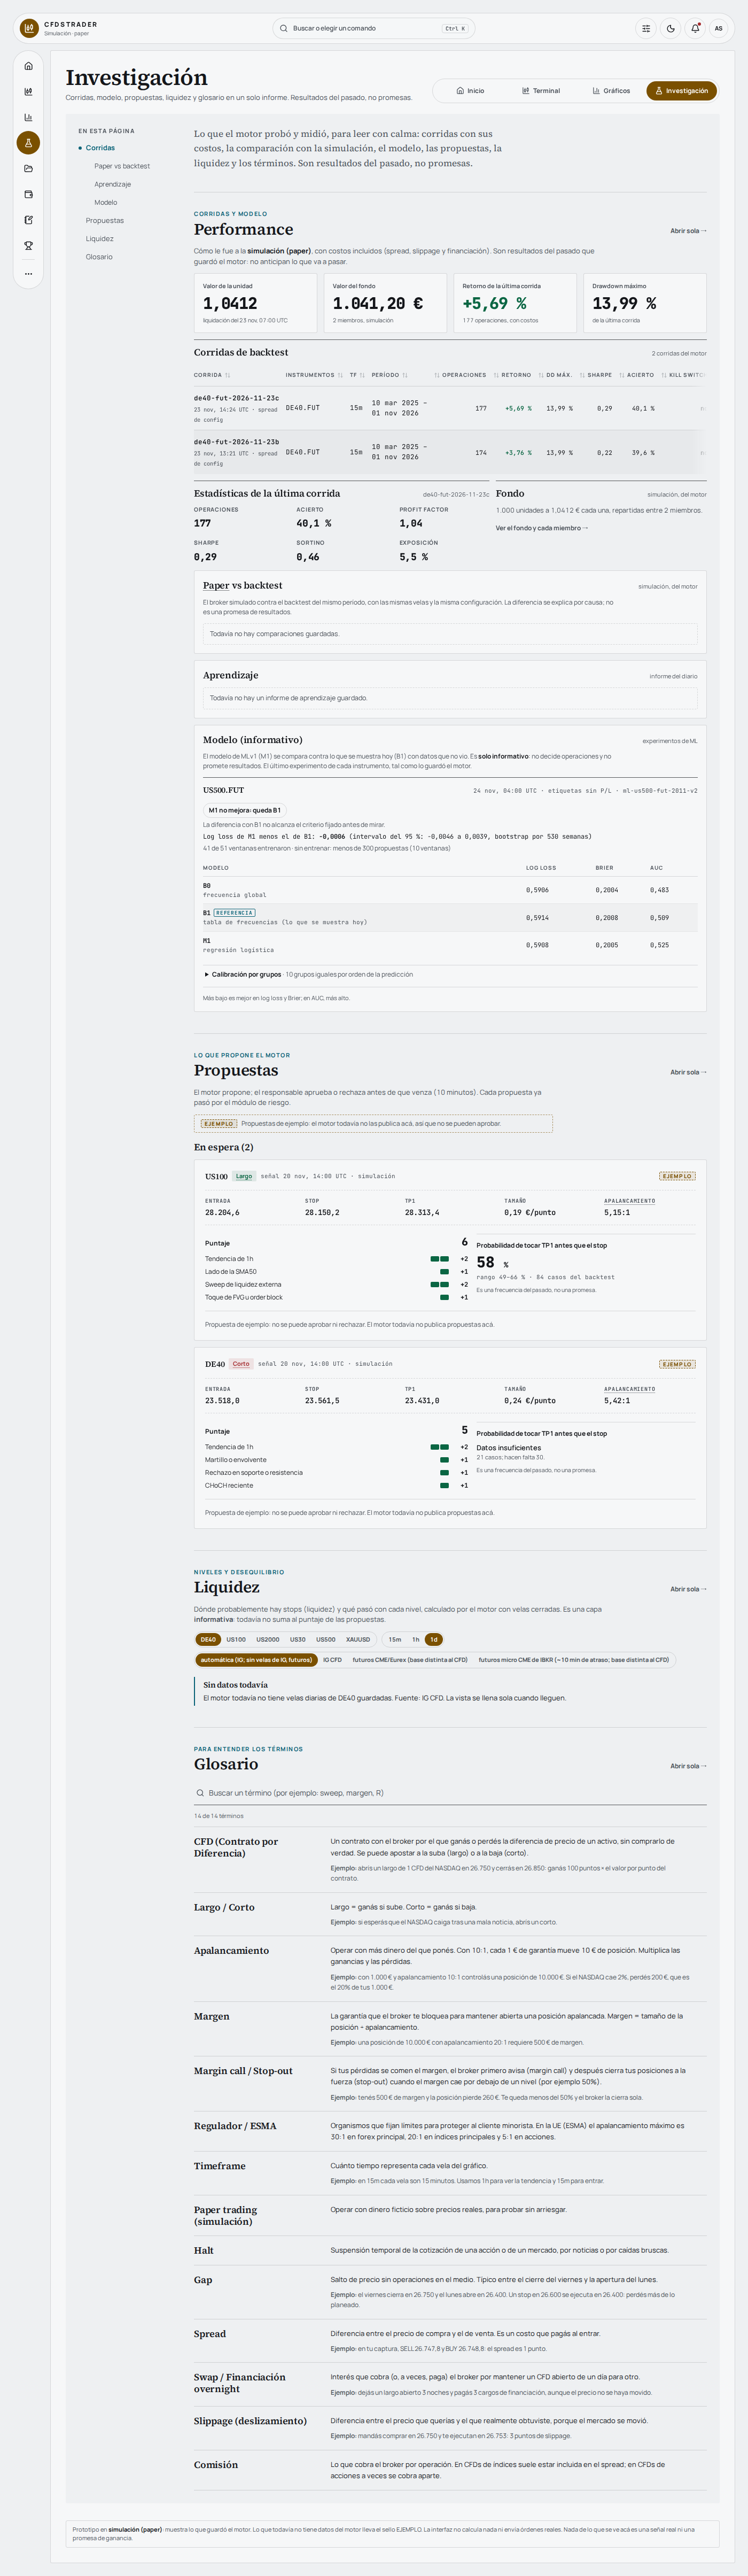 CFDSTRADER
Simulación · paper
Buscar o elegir un comando
Ctrl K
AS
Investigación
Corridas, modelo, propuestas, liquidez y glosario en un solo informe. Resultados del pasado, no promesas.
Inicio
Terminal
Gráficos
Investigación
EN ESTA PÁGINA
Corridas
Paper vs backtest
Aprendizaje
Modelo
Propuestas
Liquidez
Glosario
Lo que el motor probó y midió, para leer con calma: corridas con sus
costos, la comparación con la simulación, el modelo, las propuestas, la
liquidez y los términos. Son resultados del pasado, no promesas.
CORRIDAS Y MODELO
Performance
Abrir sola →
Cómo le fue a la simulación (paper), con costos incluidos (spread, slippage y financiación). Son resultados del pasado que
guardó el motor: no anticipan lo que va a pasar.
Valor de la unidad
1,0412
liquidación del 23 nov, 07:00 UTC
Valor del fondo
1.041,20 €
2 miembros, simulación
Retorno de la última corrida
+5,69 %
177 operaciones, con costos
Drawdown máximo
13,99 %
de la última corrida
Corridas de backtest
2 corridas del motor
CORRIDA INSTRUMENTOS TF PERÍODO OPERACIONES RETORNO DD MÁX. SHARPE ACIERTO KILL SWITC
de40-fut-2026-11-23c
23 nov, 14:24 UTC · spread
de config
DE40.FUT
15m
10 mar 2025 –
01 nov 2026
177
+5,69 %
13,99 %
0,29
40,1 %
de40-fut-2026-11-23b
23 nov, 13:21 UTC · spread
de config
DE40.FUT
15m
10 mar 2025 –
01 nov 2026
174
+3,76 %
13,99 %
0,22
39,6 %
Estadísticas de la última corrida
de40-fut-2026-11-23c
OPERACIONES
177
ACIERTO
40,1 %
PROFIT FACTOR
1,04
SHARPE
0,29
SORTINO
0,46
EXPOSICIÓN
5,5 %
Fondo
simulación, del motor
1.000 unidades a 1,0412 € cada una, repartidas entre 2 miembros.
Ver el fondo y cada miembro →
Paper vs backtest
simulación, del motor
El broker simulado contra el backtest del mismo período, con las mismas velas y la misma configuración. La diferencia se explica por causa; no
es una promesa de resultados.
Todavía no hay comparaciones guardadas.
Aprendizaje
informe del diario
Todavía no hay un informe de aprendizaje guardado.
Modelo (informativo)
experimentos de ML
El modelo de ML v1 (M1) se compara contra lo que se muestra hoy (B1) con datos que no vio. Es solo informativo: no decide operaciones y no
promete resultados. El último experimento de cada instrumento, tal como lo guardó el motor.
US500.FUT
24 nov, 04:00 UTC · etiquetas sin P/L · ml-us500-fut-2011-v2
M1 no mejora: queda B1
La diferencia con B1 no alcanza el criterio fijado antes de mirar.
Log loss de M1 menos el de B1: -0,0006 (intervalo del 95 %: -0,0046 a 0,0039, bootstrap por 530 semanas)
41 de 51 ventanas entrenaron · sin entrenar: menos de 300 propuestas (10 ventanas)
MODELO LOG LOSS BRIER AUC
B0
frecuencia global
0,5906 0,2004 0,483
B1 REFERENCIA
tabla de frecuencias (lo que se muestra hoy)
0,5914 0,2008 0,509
M1
regresión logística
0,5908 0,2005 0,525
Calibración por grupos · 10 grupos iguales por orden de la predicción
Más bajo es mejor en log loss y Brier; en AUC, más alto.
LO QUE PROPONE EL MOTOR
Propuestas
Abrir sola →
El motor propone; el responsable aprueba o rechaza antes de que venza (10 minutos). Cada propuesta ya
pasó por el módulo de riesgo.
EJEMPLO Propuestas de ejemplo: el motor todavía no las publica acá, así que no se pueden aprobar.
En espera (2)
US100 Largo señal 20 nov, 14:00 UTC · simulación
EJEMPLO
ENTRADA
28.204,6
STOP
28.150,2
TP1
28.313,4
TAMAÑO
0,19 €/punto
APALANCAMIENTO
5,15:1
Puntaje 6
Tendencia de 1h +2
Lado de la SMA50 +1
Sweep de liquidez externa +2
Toque de FVG u order block +1
Probabilidad de tocar TP1 antes que el stop
58 %
rango 49–66 % · 84 casos del backtest
Es una frecuencia del pasado, no una promesa.
Propuesta de ejemplo: no se puede aprobar ni rechazar. El motor todavía no publica propuestas acá.
DE40 Corto señal 20 nov, 14:00 UTC · simulación
EJEMPLO
ENTRADA
23.518,0
STOP
23.561,5
TP1
23.431,0
TAMAÑO
0,24 €/punto
APALANCAMIENTO
5,42:1
Puntaje 5
Tendencia de 1h +2
Martillo o envolvente +1
Rechazo en soporte o resistencia +1
CHoCH reciente +1
Probabilidad de tocar TP1 antes que el stop
Datos insuficientes
21 casos; hacen falta 30.
Es una frecuencia del pasado, no una promesa.
Propuesta de ejemplo: no se puede aprobar ni rechazar. El motor todavía no publica propuestas acá.
NIVELES Y DESEQUILIBRIO
Liquidez
Abrir sola →
Dónde probablemente hay stops (liquidez) y qué pasó con cada nivel, calculado por el motor con velas cerradas. Es una capa
informativa: todavía no suma al puntaje de las propuestas.
DE40 US100 US2000 US30 US500 XAUUSD
15m 1h 1d
automática (IG; sin velas de IG, futuros) IG CFD futuros CME/Eurex (base distinta al CFD) futuros micro CME de IBKR (~10 min de atraso; base distinta al CFD)
Sin datos todavía
El motor todavía no tiene velas diarias de DE40 guardadas. Fuente: IG CFD. La vista se llena sola cuando lleguen.
PARA ENTENDER LOS TÉRMINOS
Glosario
Abrir sola →
Buscar un término (por ejemplo: sweep, margen, R)
14 de 14 términos
CFD (Contrato por
Diferencia)
Un contrato con el broker por el que ganás o perdés la diferencia de precio de un activo, sin comprarlo de
verdad. Se puede apostar a la suba (largo) o a la baja (corto).
Ejemplo: abrís un largo de 1 CFD del NASDAQ en 26.750 y cerrás en 26.850: ganás 100 puntos × el valor por punto del
contrato.
Largo / Corto
Largo = ganás si sube. Corto = ganás si baja.
Ejemplo: si esperás que el NASDAQ caiga tras una mala noticia, abrís un corto.
Apalancamiento
Operar con más dinero del que ponés. Con 10:1, cada 1 € de garantía mueve 10 € de posición. Multiplica las
ganancias y las pérdidas.
Ejemplo: con 1.000 € y apalancamiento 10:1 controlás una posición de 10.000 €. Si el NASDAQ cae 2%, perdés 200 €, que es
el 20% de tus 1.000 €.
Margen
La garantía que el broker te bloquea para mantener abierta una posición apalancada. Margen = tamaño de la
posición ÷ apalancamiento.
Ejemplo: una posición de 10.000 € con apalancamiento 20:1 requiere 500 € de margen.
Margin call / Stop-out
Si tus pérdidas se comen el margen, el broker primero avisa (margin call) y después cierra tus posiciones a la
fuerza (stop-out) cuando el margen cae por debajo de un nivel (por ejemplo 50%).
Ejemplo: tenés 500 € de margen y la posición pierde 260 €. Te queda menos del 50% y el broker la cierra sola.
Regulador / ESMA
Organismos que fijan límites para proteger al cliente minorista. En la UE (ESMA) el apalancamiento máximo es
30:1 en forex principal, 20:1 en índices principales y 5:1 en acciones.
Timeframe
Cuánto tiempo representa cada vela del gráfico.
Ejemplo: en 15m cada vela son 15 minutos. Usamos 1h para ver la tendencia y 15m para entrar.
Paper trading
(simulación)
Operar con dinero ficticio sobre precios reales, para probar sin arriesgar.
Halt
Suspensión temporal de la cotización de una acción o de un mercado, por noticias o por caídas bruscas.
Gap
Salto de precio sin operaciones en el medio. Típico entre el cierre del viernes y la apertura del lunes.
Ejemplo: el viernes cierra en 26.750 y el lunes abre en 26.400. Un stop en 26.600 se ejecuta en 26.400: perdés más de lo
planeado.
Spread
Diferencia entre el precio de compra y el de venta. Es un costo que pagás al entrar.
Ejemplo: en tu captura, SELL 26.747,8 y BUY 26.748,8: el spread es 1 punto.
Swap / Financiación
overnight
Interés que cobra (o, a veces, paga) el broker por mantener un CFD abierto de un día para otro.
Ejemplo: dejás un largo abierto 3 noches y pagás 3 cargos de financiación, aunque el precio no se haya movido.
Slippage (deslizamiento)
Diferencia entre el precio que querías y el que realmente obtuviste, porque el mercado se movió.
Ejemplo: mandás comprar en 26.750 y te ejecutan en 26.753: 3 puntos de slippage.
Comisión
Lo que cobra el broker por operación. En CFDs de índices suele estar incluida en el spread; en CFDs de
acciones a veces se cobra aparte.
Prototipo en simulación (paper): muestra lo que guardó el motor. Lo que todavía no tiene datos del motor lleva el sello EJEMPLO. La interfaz no calcula nada ni envía órdenes reales. Nada de lo que se ve acá es una señal real ni una
promesa de ganancia.